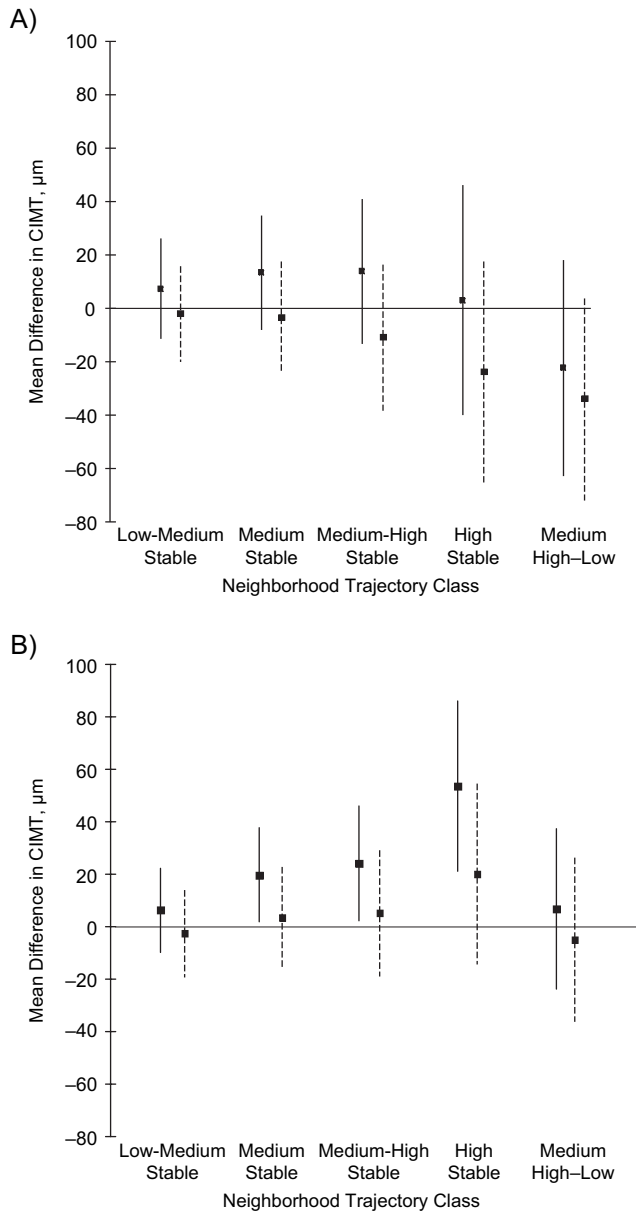 A)
100
80
60
40
20
0
–20
–40
–60
–80
Mean Difference in CIMT, µm
Low-Medium Stable
Medium Stable
Medium-High Stable
High Stable
Medium High–Low
Neighborhood Trajectory Class
B)
100
80
60
40
20
0
–20
–40
–60
–80
Mean Difference in CIMT, µm
Low-Medium Stable
Medium Stable
Medium-High Stable
High Stable
Medium High–Low
Neighborhood Trajectory Class